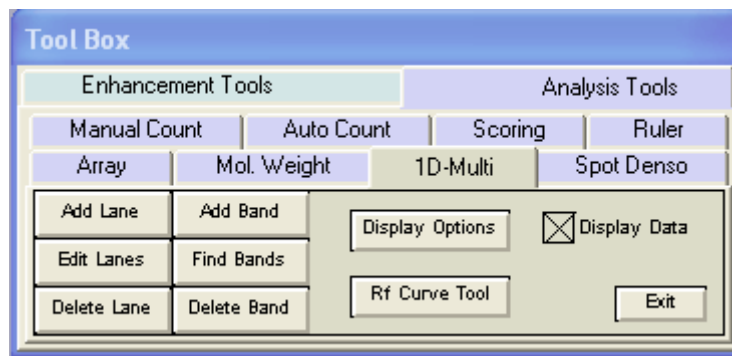 Tool Box
Enhancement Tools Analysis Tools
Manual Count Auto Count Scoring Ruler
Array Mol. Weight 1D-Multi Spot Denso
Add Lane Add Band Display Options Display Data
Edit Lanes Find Bands
Delete Lane Delete Band Rf Curve Tool Exit